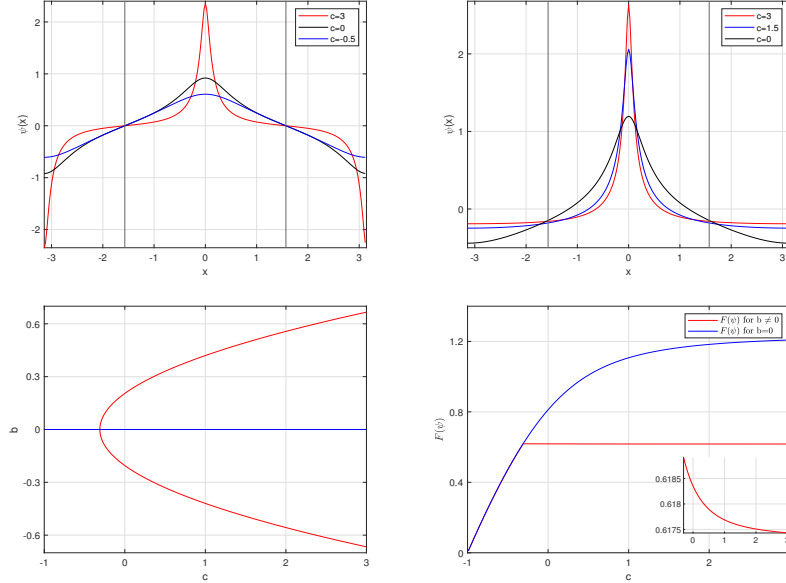 c=3
c=0
c=-0.5
ψ(x)
2
1
0
-1
-2
-3 -2 -1 0 1 2 3
x
c=3
c=1.5
c=0
ψ(x)
2
1
0
-3 -2 -1 0 1 2 3
x
b
0.6
0.3
0
-0.3
-0.6
-1 0 1 2 3
c
F(ψ) for b ≠ 0
F(ψ) for b=0
F(ψ)
1.2
0.8
0.4
0
0.6185
0.618
0.6175
0 1 2 3
-1 0 1 2
c